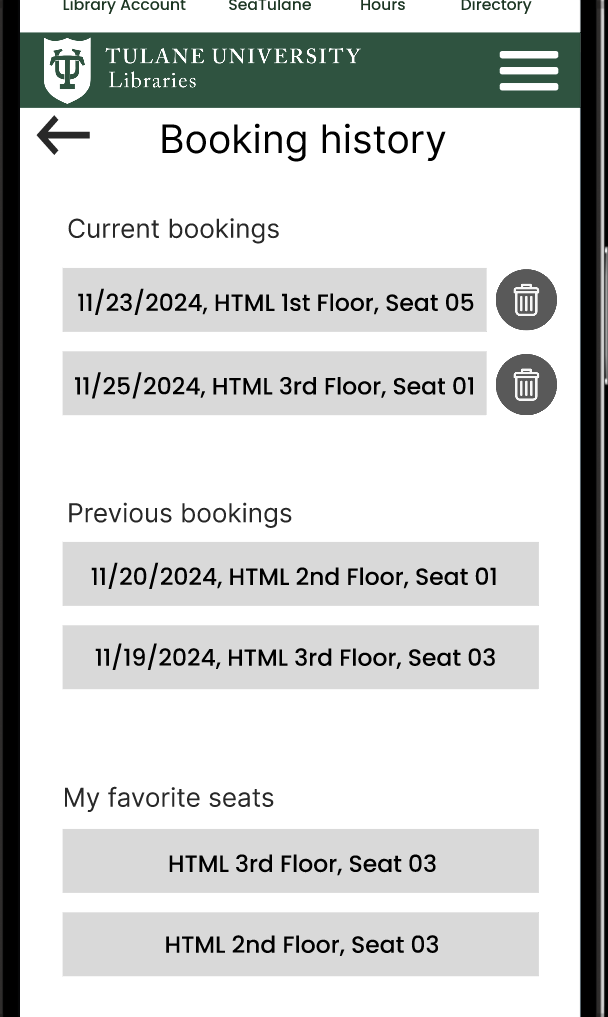 Library Account SeaTulane Hours Directory
TULANE UNIVERSITY
Libraries
Booking history
Current bookings
11/23/2024, HTML 1st Floor, Seat 05
11/25/2024, HTML 3rd Floor, Seat 01
Previous bookings
11/20/2024, HTML 2nd Floor, Seat 01
11/19/2024, HTML 3rd Floor, Seat 03
My favorite seats
HTML 3rd Floor, Seat 03
HTML 2nd Floor, Seat 03